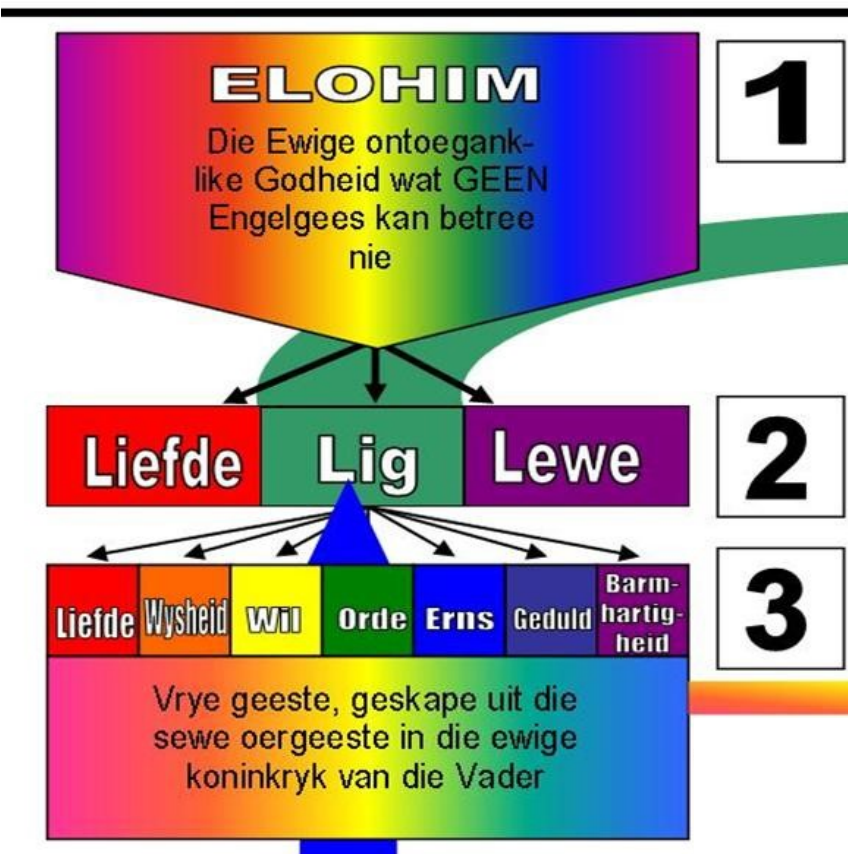 ELOHIM
Die Ewige ontoegank-
like Godheid wat GEEN
Engelgees kan betree
nie
1
Liefde Lig Lewe
2
Liefde Wysheid Wil Orde Erns Geduld Barm-
hartig-
heid
3
Vrye geeste, geskape uit die
sewe oergeeste in die ewige
koninkryk van die Vader